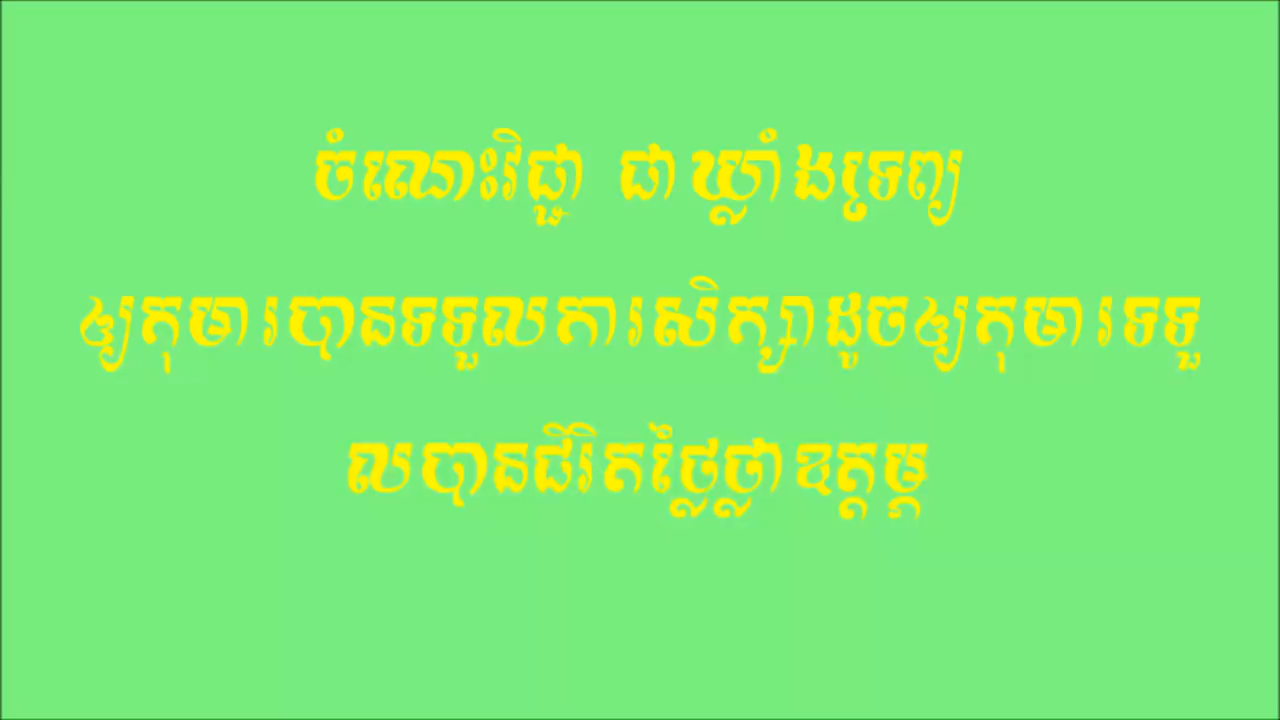 ចំណេះវិជ្ជា ជាឃ្លាំងទ្រព្យ
ឲ្យកុមារបានទទួលការសិក្សាដូចឲ្យកុមារទទួ
លបានជីវិតថ្លៃថ្លាឧត្តម្ភ